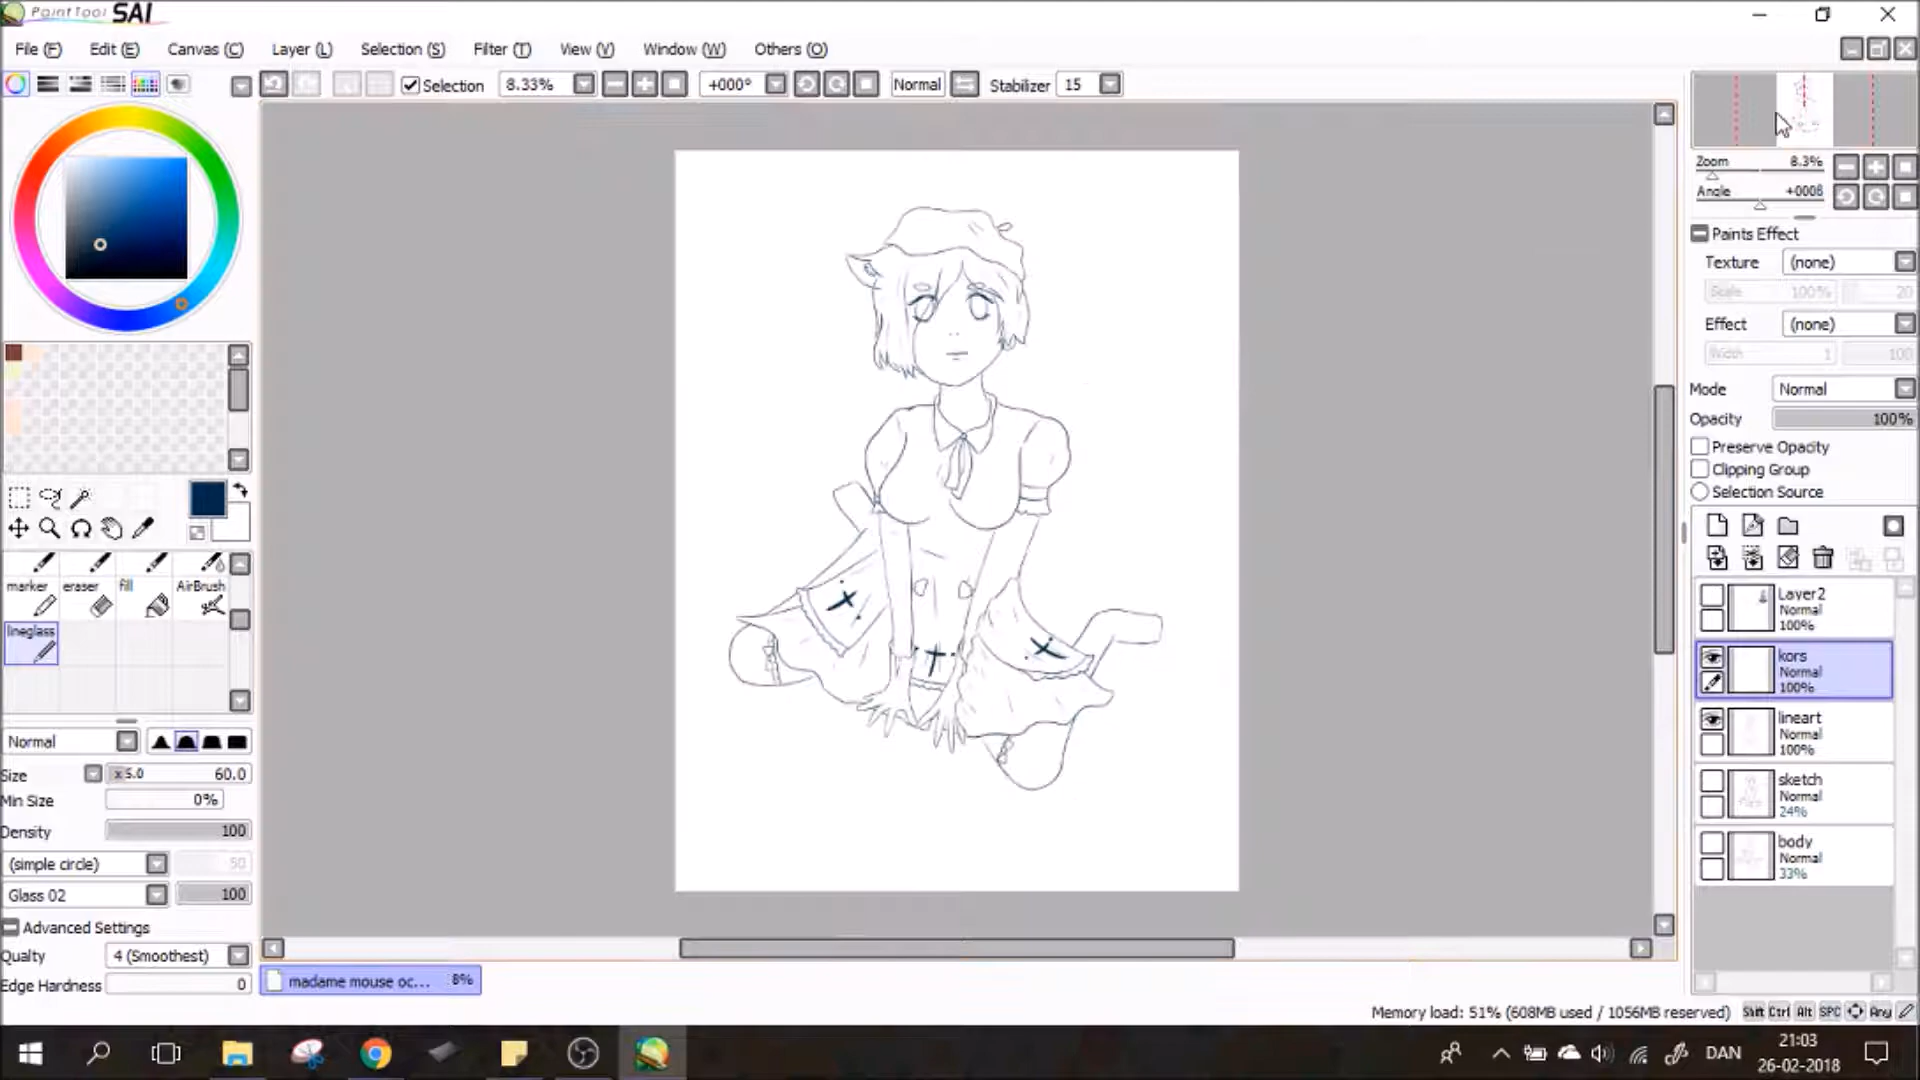 PaintTool SAI
File (F) Edit (E) Canvas (C) Layer (L) Selection (S) Filter (T) View (V) Window (W) Others (O)
Selection 8.33% +000° Normal Stabilizer 15
Zoom 8.3%
Angle +000ß
Paints Effect
Texture (none)
Scale 100% 20
Effect (none)
Width 1 100
Mode Normal
Opacity 100%
Preserve Opacity
Clipping Group
Selection Source
marker eraser fill AirBrush
lineglass
Normal
Size x5.0 60.0
Min Size 0%
Density 100
(simple circle) 50
Glass 02 100
Advanced Settings
Qualty 4 (Smoothest)
Edge Hardness 0
Layer2
Normal
100%
kors
Normal
100%
lineart
Normal
100%
sketch
Normal
24%
body
Normal
33%
madame mouse oc... 8%
Memory load: 51% (608MB used / 1056MB reserved) Shift Ctrl Alt SPC Any
DAN
21:03
26-02-2018